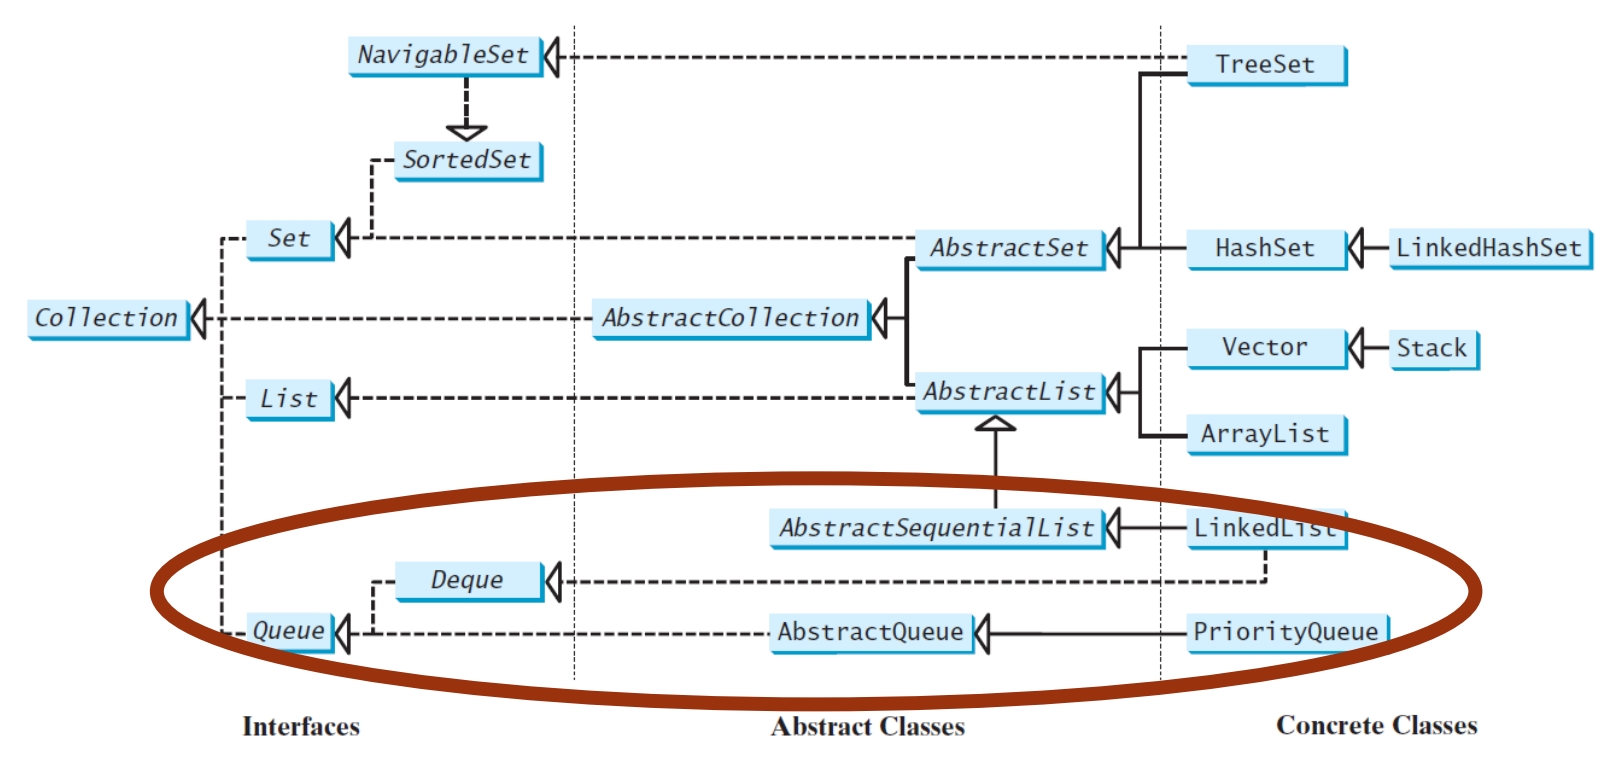 NavigableSet
TreeSet
SortedSet
Set
AbstractSet
HashSet
LinkedHashSet
Collection
AbstractCollection
Vector
Stack
List
AbstractList
ArrayList
AbstractSequentialList
LinkedList
Deque
Queue
AbstractQueue
PriorityQueue
Interfaces
Abstract Classes
Concrete Classes